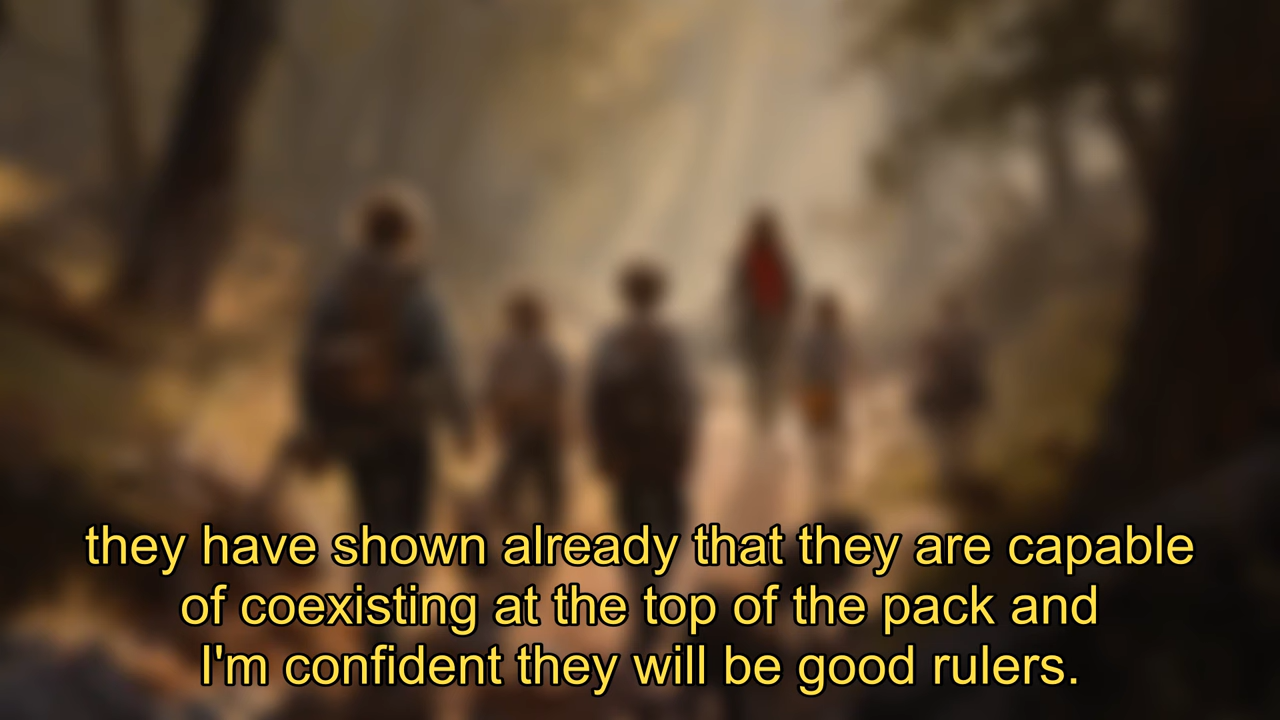 they have shown already that they are capable
of coexisting at the top of the pack and
I'm confident they will be good rulers.